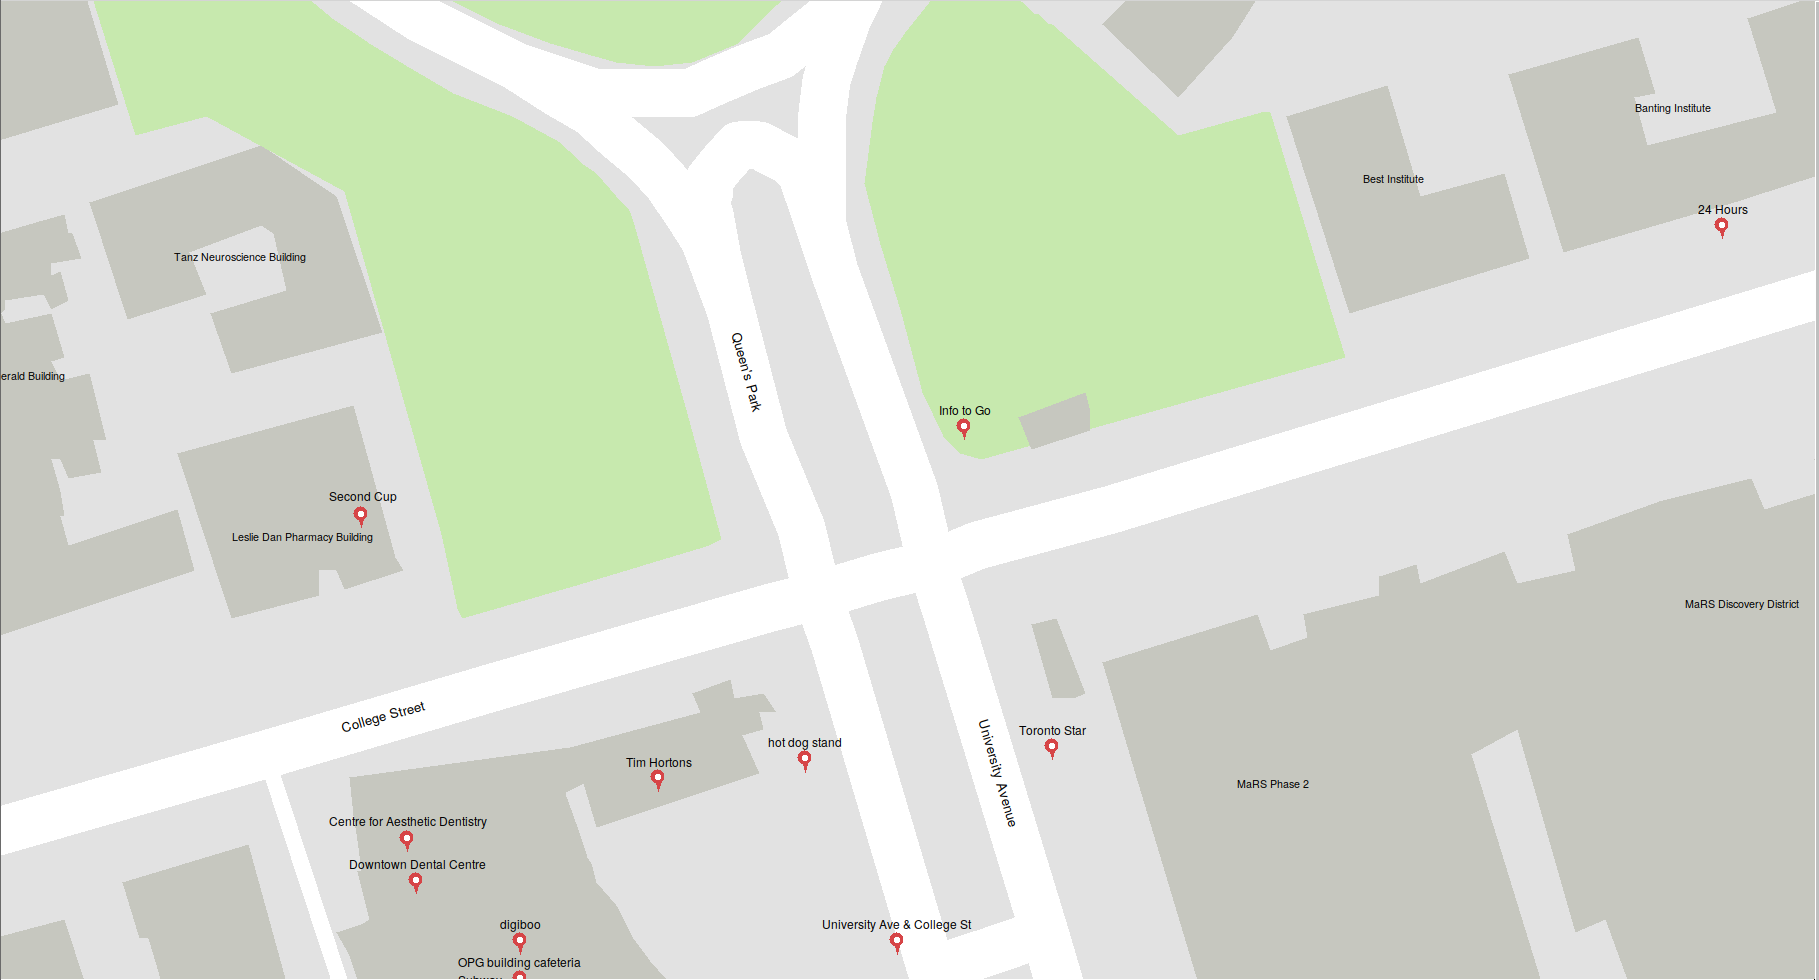 Banting Institute
Best Institute
24 Hours
Tanz Neuroscience Building
Queen's Park
erald Building
Info to Go
Second Cup
Leslie Dan Pharmacy Building
MaRS Discovery District
College Street
University Avenue
Toronto Star
hot dog stand
Tim Hortons
MaRS Phase 2
Centre for Aesthetic Dentistry
Downtown Dental Centre
digiboo
University Ave & College St
OPG building cafeteria
Subway